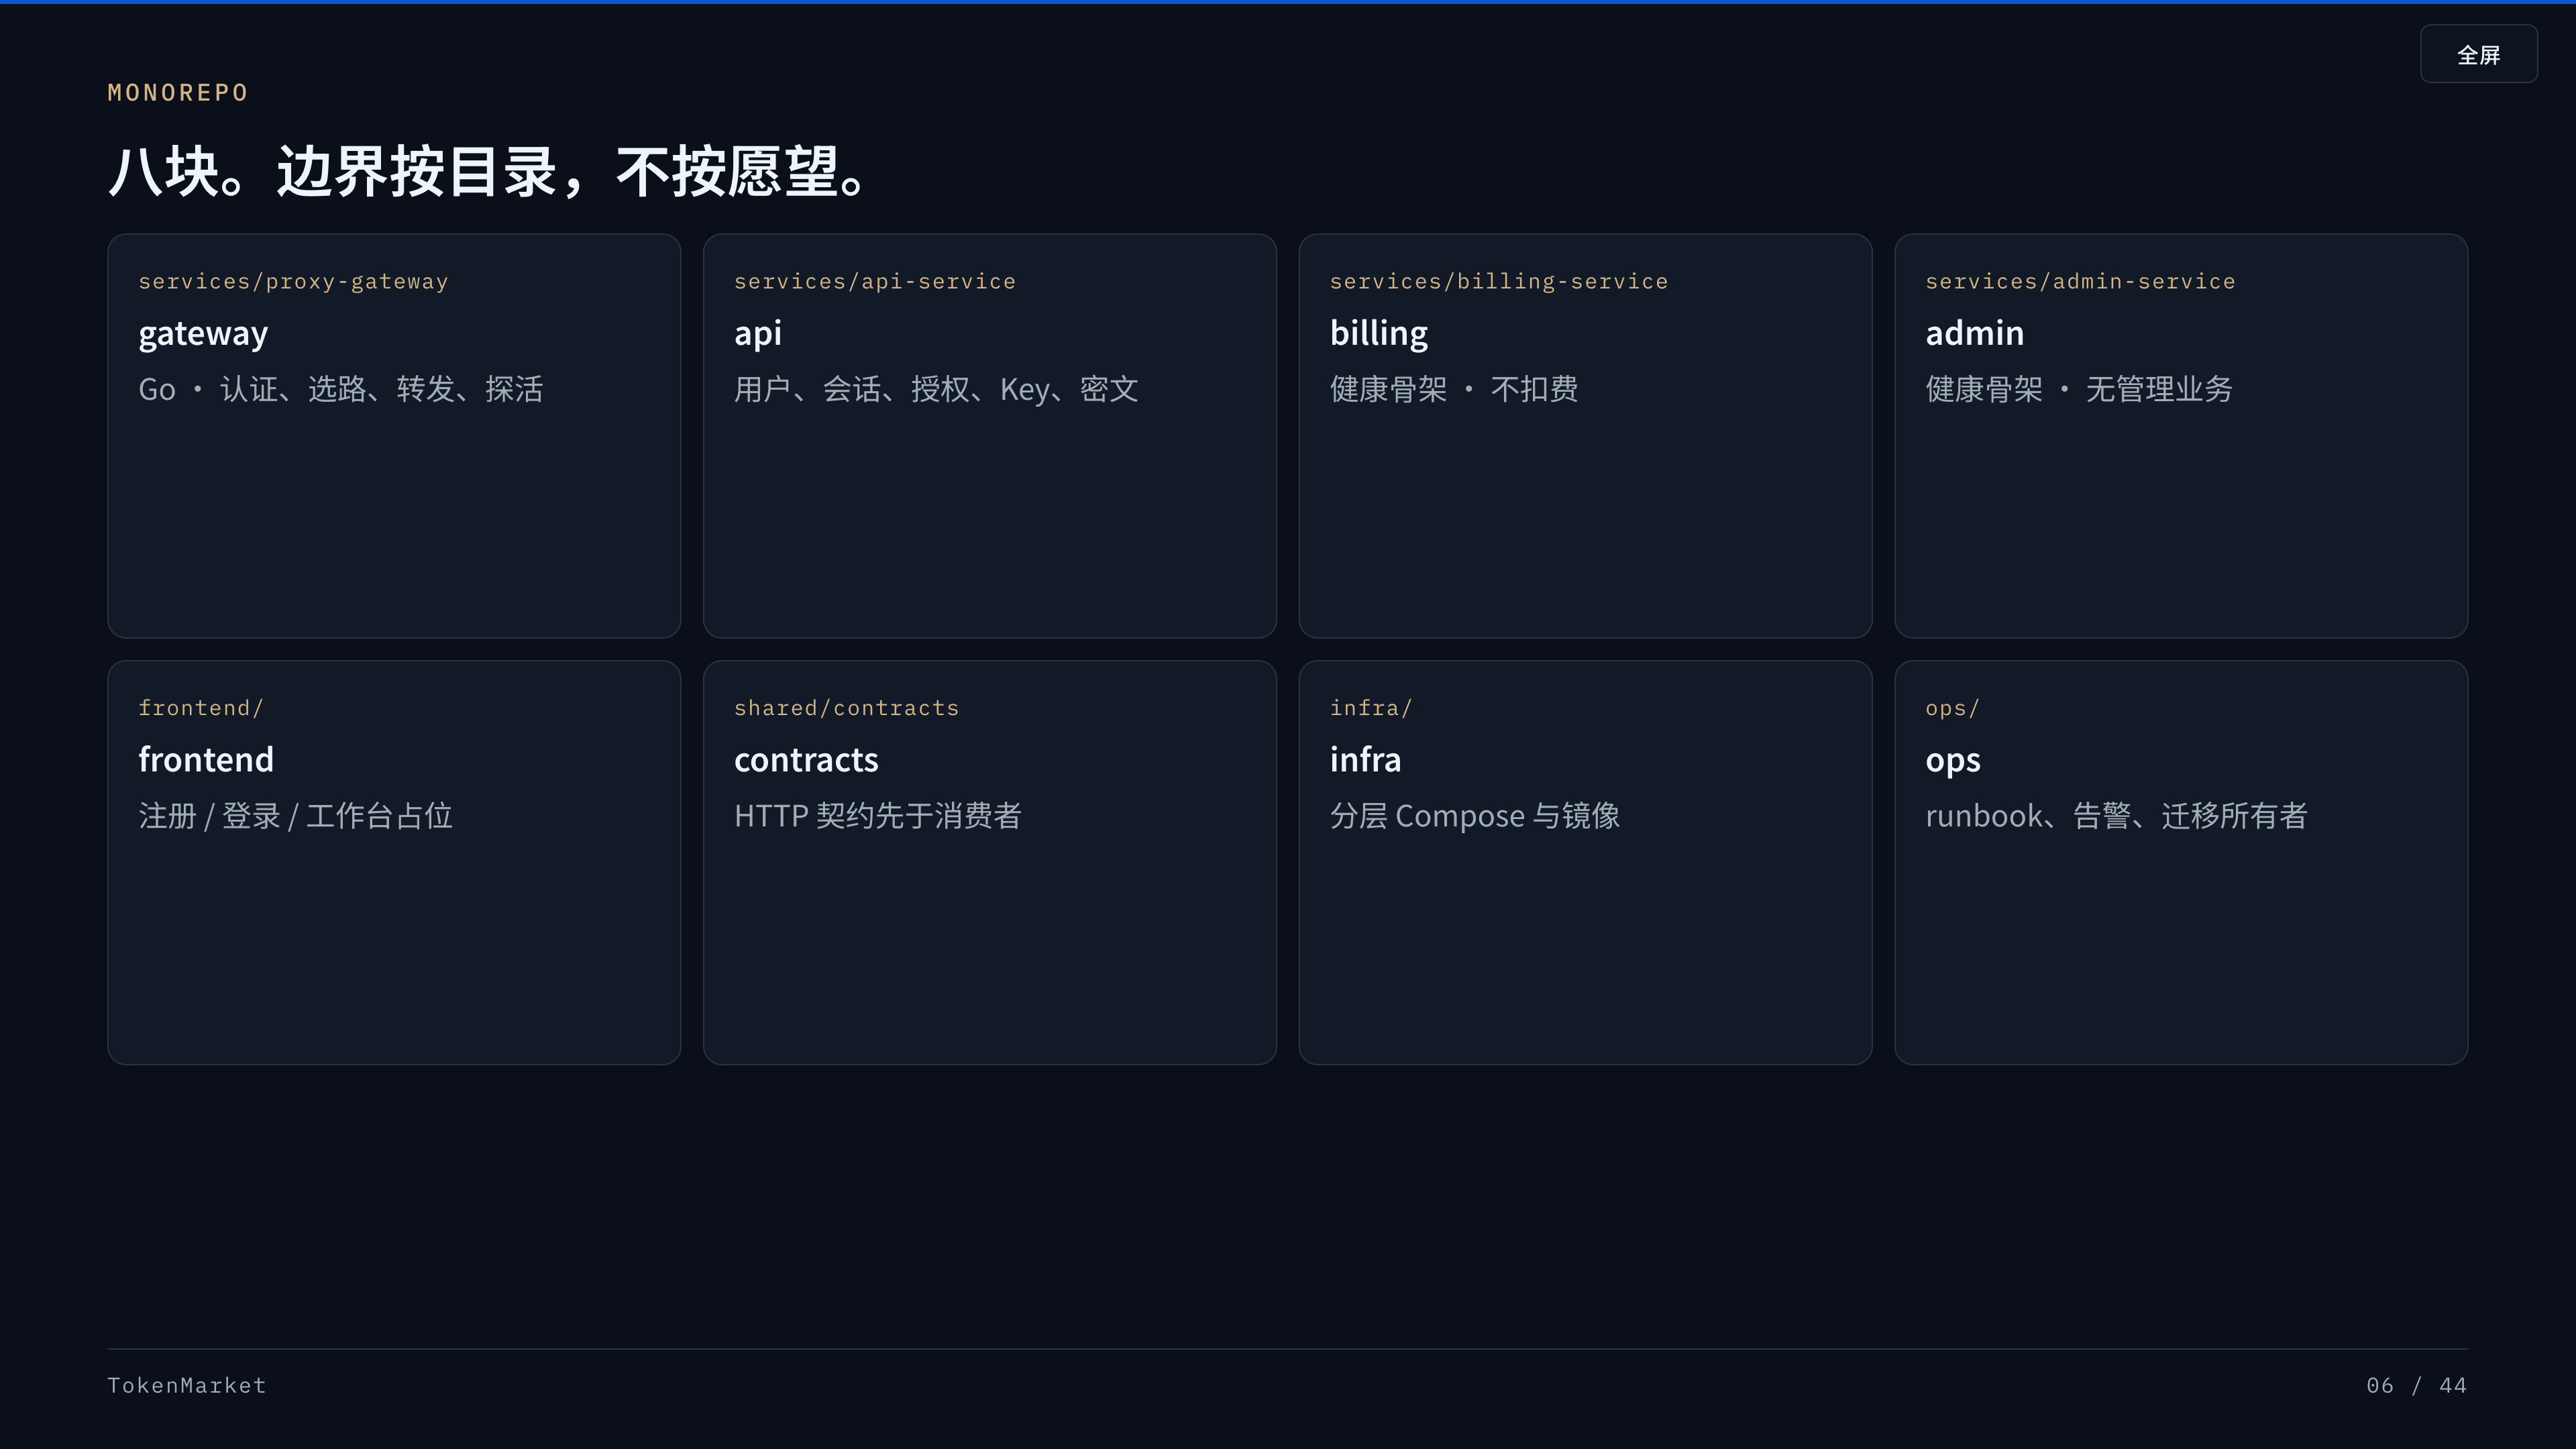 全屏
MONOREPO
八块。边界按目录，不按愿望。
services/proxy-gateway
gateway
Go · 认证、选路、转发、探活
services/api-service
api
用户、会话、授权、Key、密文
services/billing-service
billing
健康骨架 · 不扣费
services/admin-service
admin
健康骨架 · 无管理业务
frontend/
frontend
注册 / 登录 / 工作台占位
shared/contracts
contracts
HTTP 契约先于消费者
infra/
infra
分层 Compose 与镜像
ops/
ops
runbook、告警、迁移所有者
TokenMarket
06 / 44